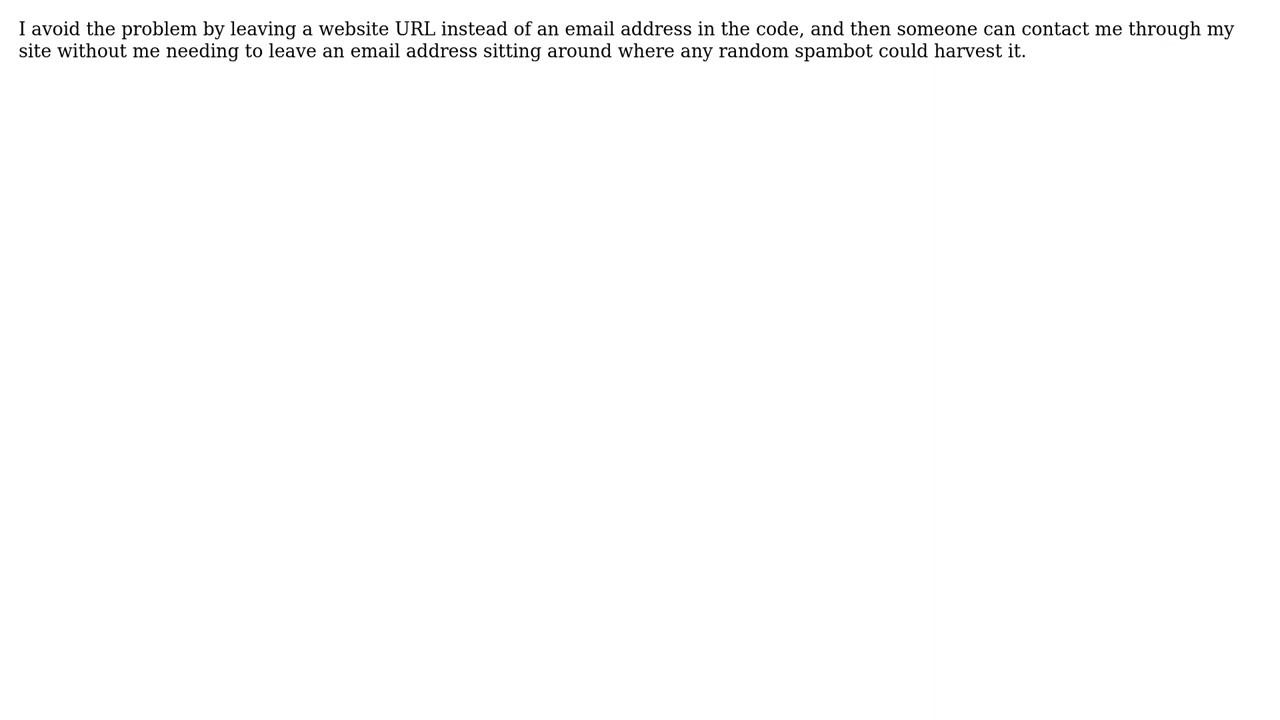 I avoid the problem by leaving a website URL instead of an email address in the code, and then someone can contact me through my
site without me needing to leave an email address sitting around where any random spambot could harvest it.